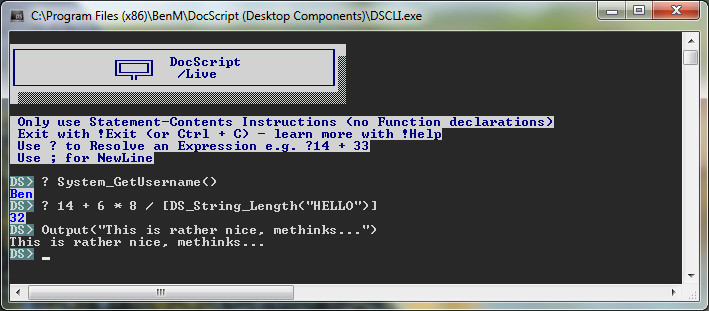 C:\Program Files (x86)\BenM\DocScript (Desktop Components)\DSCLI.exe
DocScript
/Live
Only use Statement-Contents Instructions (no Function declarations)
Exit with !Exit (or Ctrl + C) - learn more with !Help
Use ? to Resolve an Expression e.g. ?14 + 33
Use ; for NewLine
DS> ? System_GetUsername()
Ben
DS> ? 14 + 6 * 8 / [DS_String_Length("HELLO")]
32
DS> Output("This is rather nice, methinks...")
This is rather nice, methinks...
DS> _